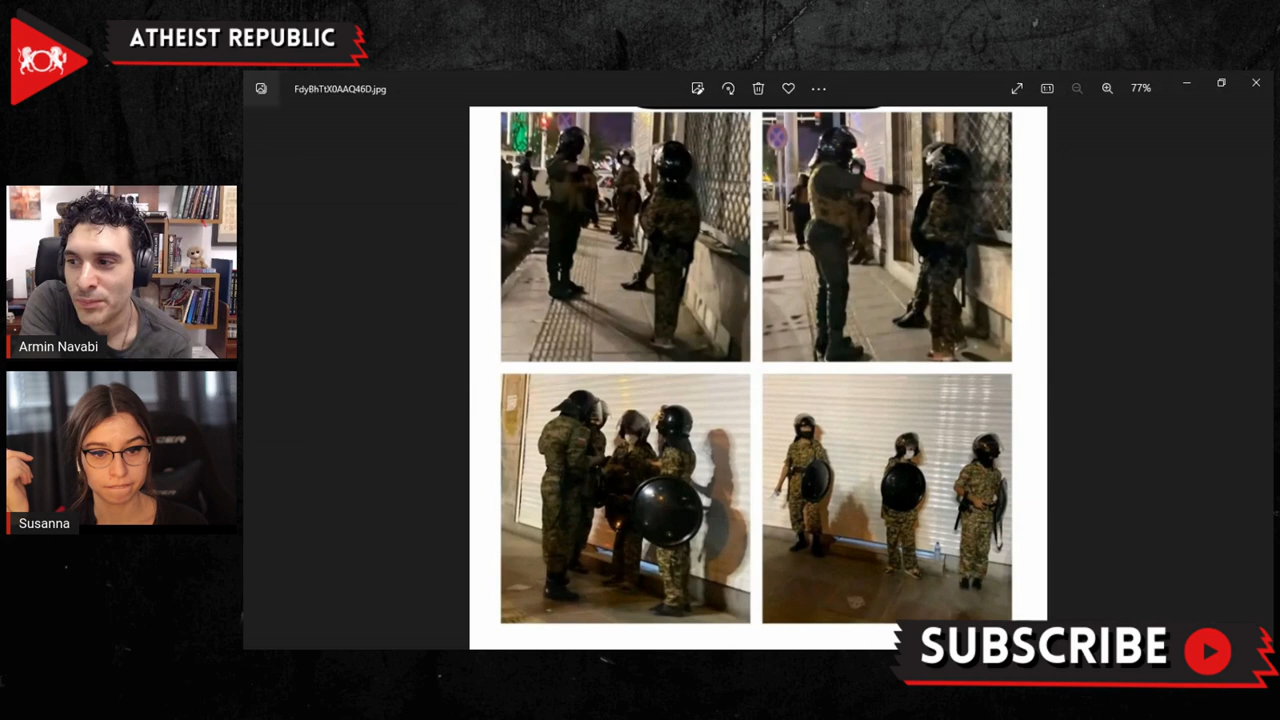 ATHEIST REPUBLIC
FdyBhTtX0AAQ46D.jpg
77%
Armin Navabi
Susanna
SUBSCRIBE